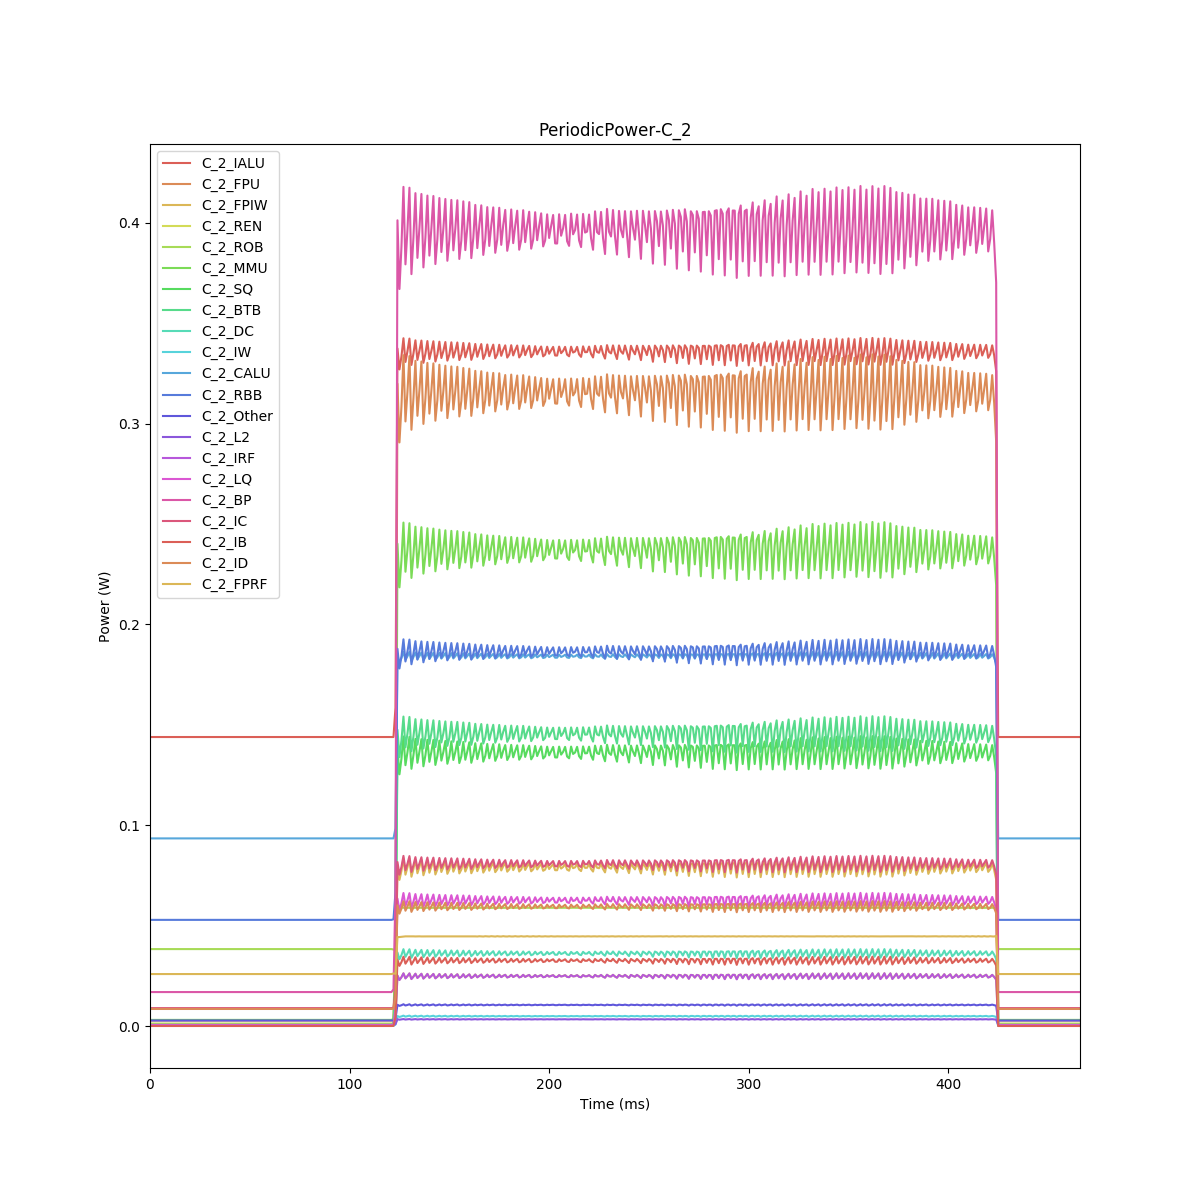 PeriodicPower-C_2
C_2_IALU
C_2_FPU
C_2_FPIW
C_2_REN
C_2_ROB
C_2_MMU
C_2_SQ
C_2_BTB
C_2_DC
C_2_IW
C_2_CALU
C_2_RBB
C_2_Other
C_2_L2
C_2_IRF
C_2_LQ
C_2_BP
C_2_IC
C_2_IB
C_2_ID
C_2_FPRF
0.4
0.3
0.2
0.1
0.0
Power (W)
0 100 200 300 400
Time (ms)